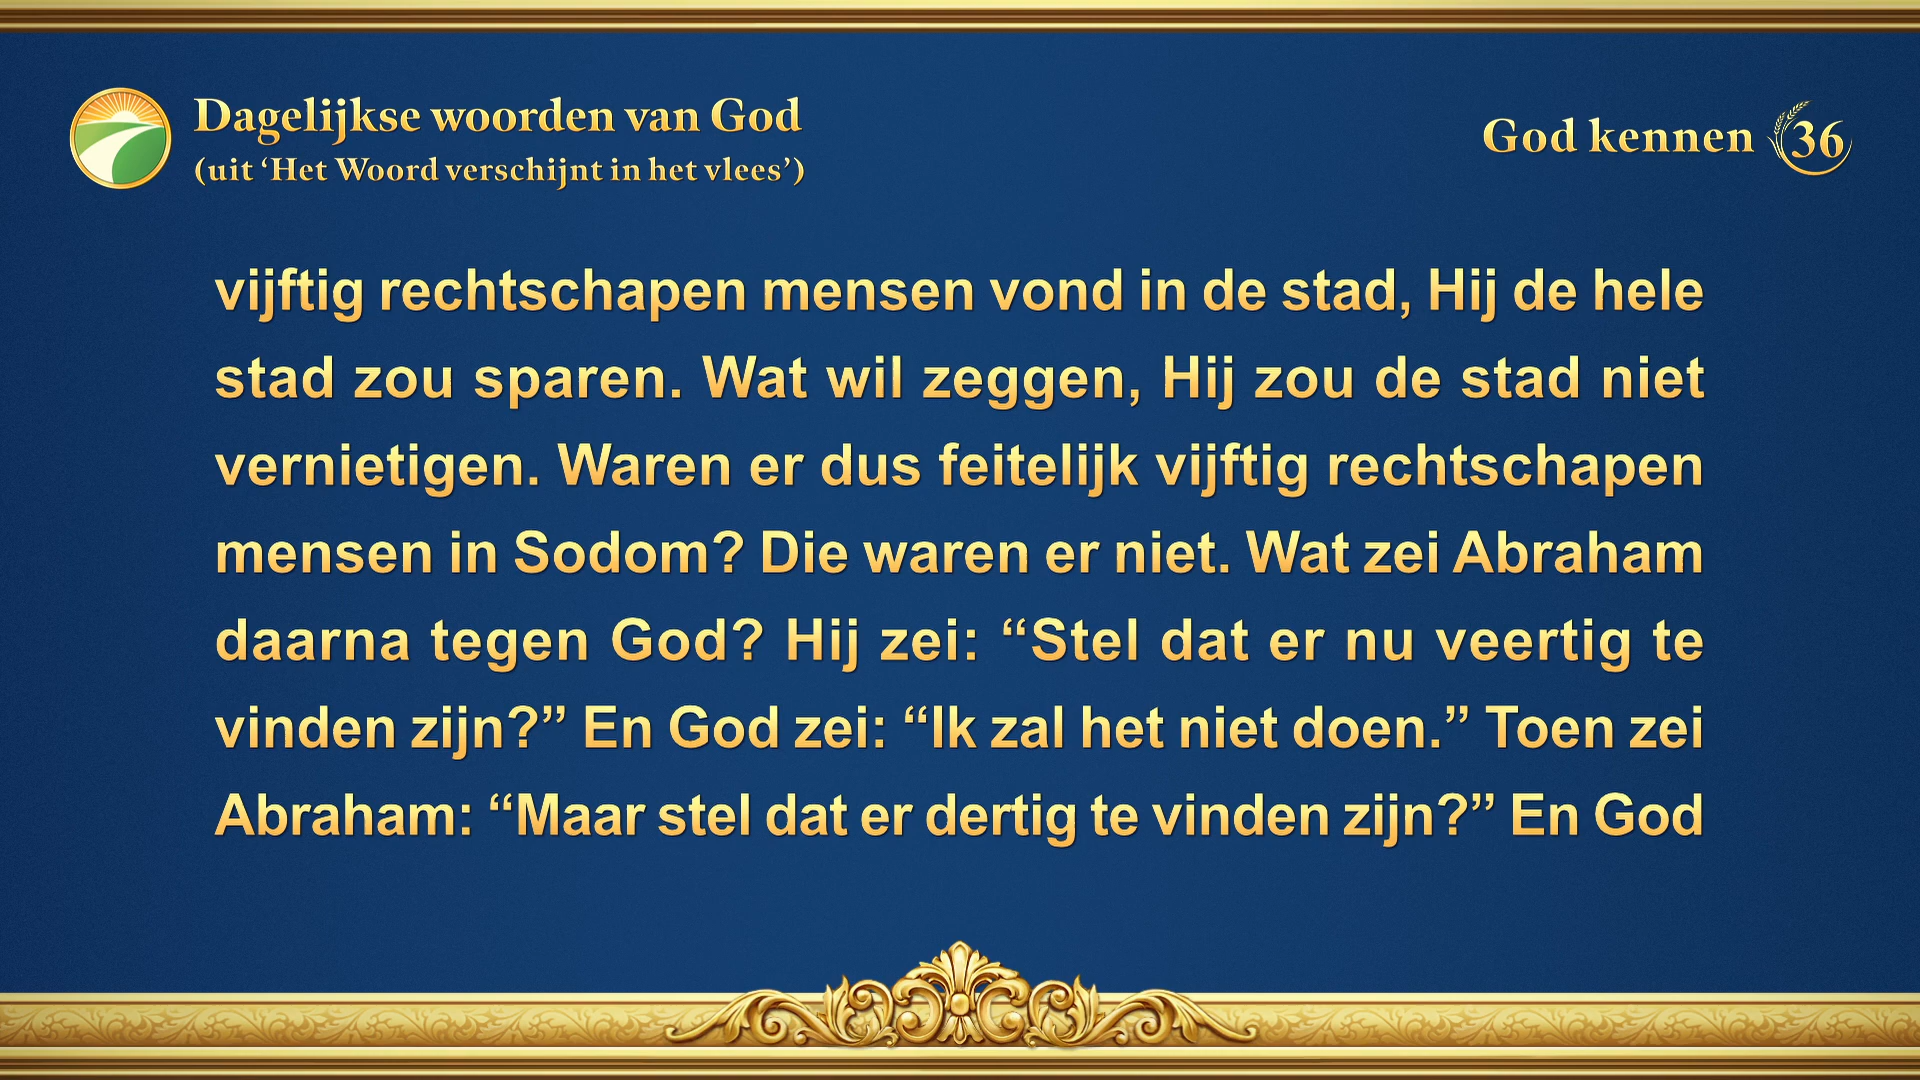 Dagelijkse woorden van God
(uit ‘Het Woord verschijnt in het vlees’)
God kennen 36
vijftig rechtschapen mensen vond in de stad, Hij de hele
stad zou sparen. Wat wil zeggen, Hij zou de stad niet
vernietigen. Waren er dus feitelijk vijftig rechtschapen
mensen in Sodom? Die waren er niet. Wat zei Abraham
daarna tegen God? Hij zei: “Stel dat er nu veertig te
vinden zijn?” En God zei: “Ik zal het niet doen.” Toen zei
Abraham: “Maar stel dat er dertig te vinden zijn?” En God